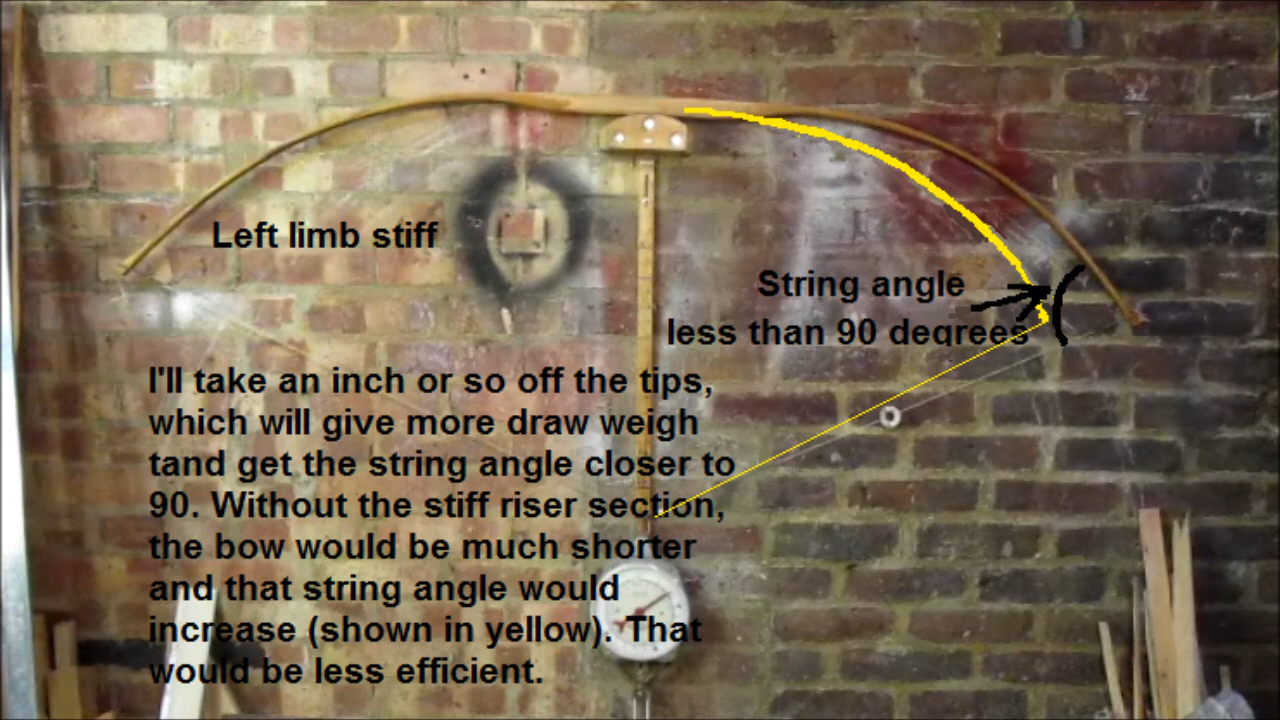 Left limb stiff
String angle
less than 90 degrees
I'll take an inch or so off the tips,
which will give more draw weigh
tand get the string angle closer to
90. Without the stiff riser section,
the bow would be much shorter
and that string angle would
increase (shown in yellow). That
would be less efficient.